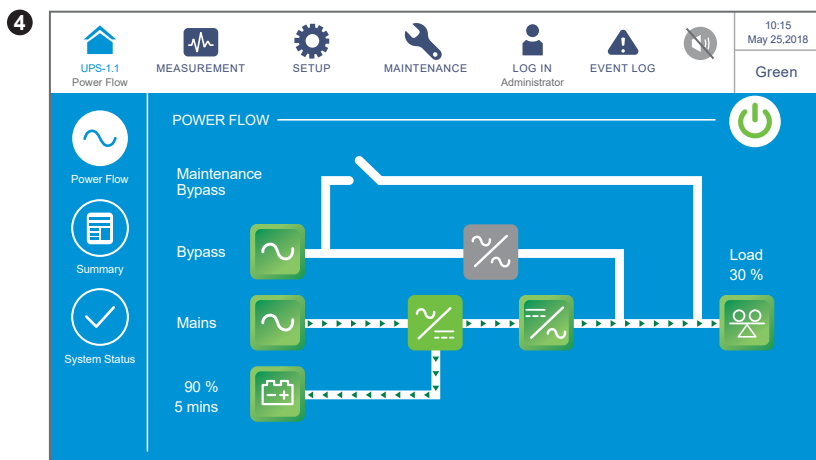 4
10:15
May 25,2018
UPS-1.1
Power Flow
MEASUREMENT
SETUP
MAINTENANCE
LOG IN
Administrator
EVENT LOG
Green
POWER FLOW
Power Flow
Summary
System Status
Maintenance
Bypass
Bypass
Mains
90 %
5 mins
Load
30 %